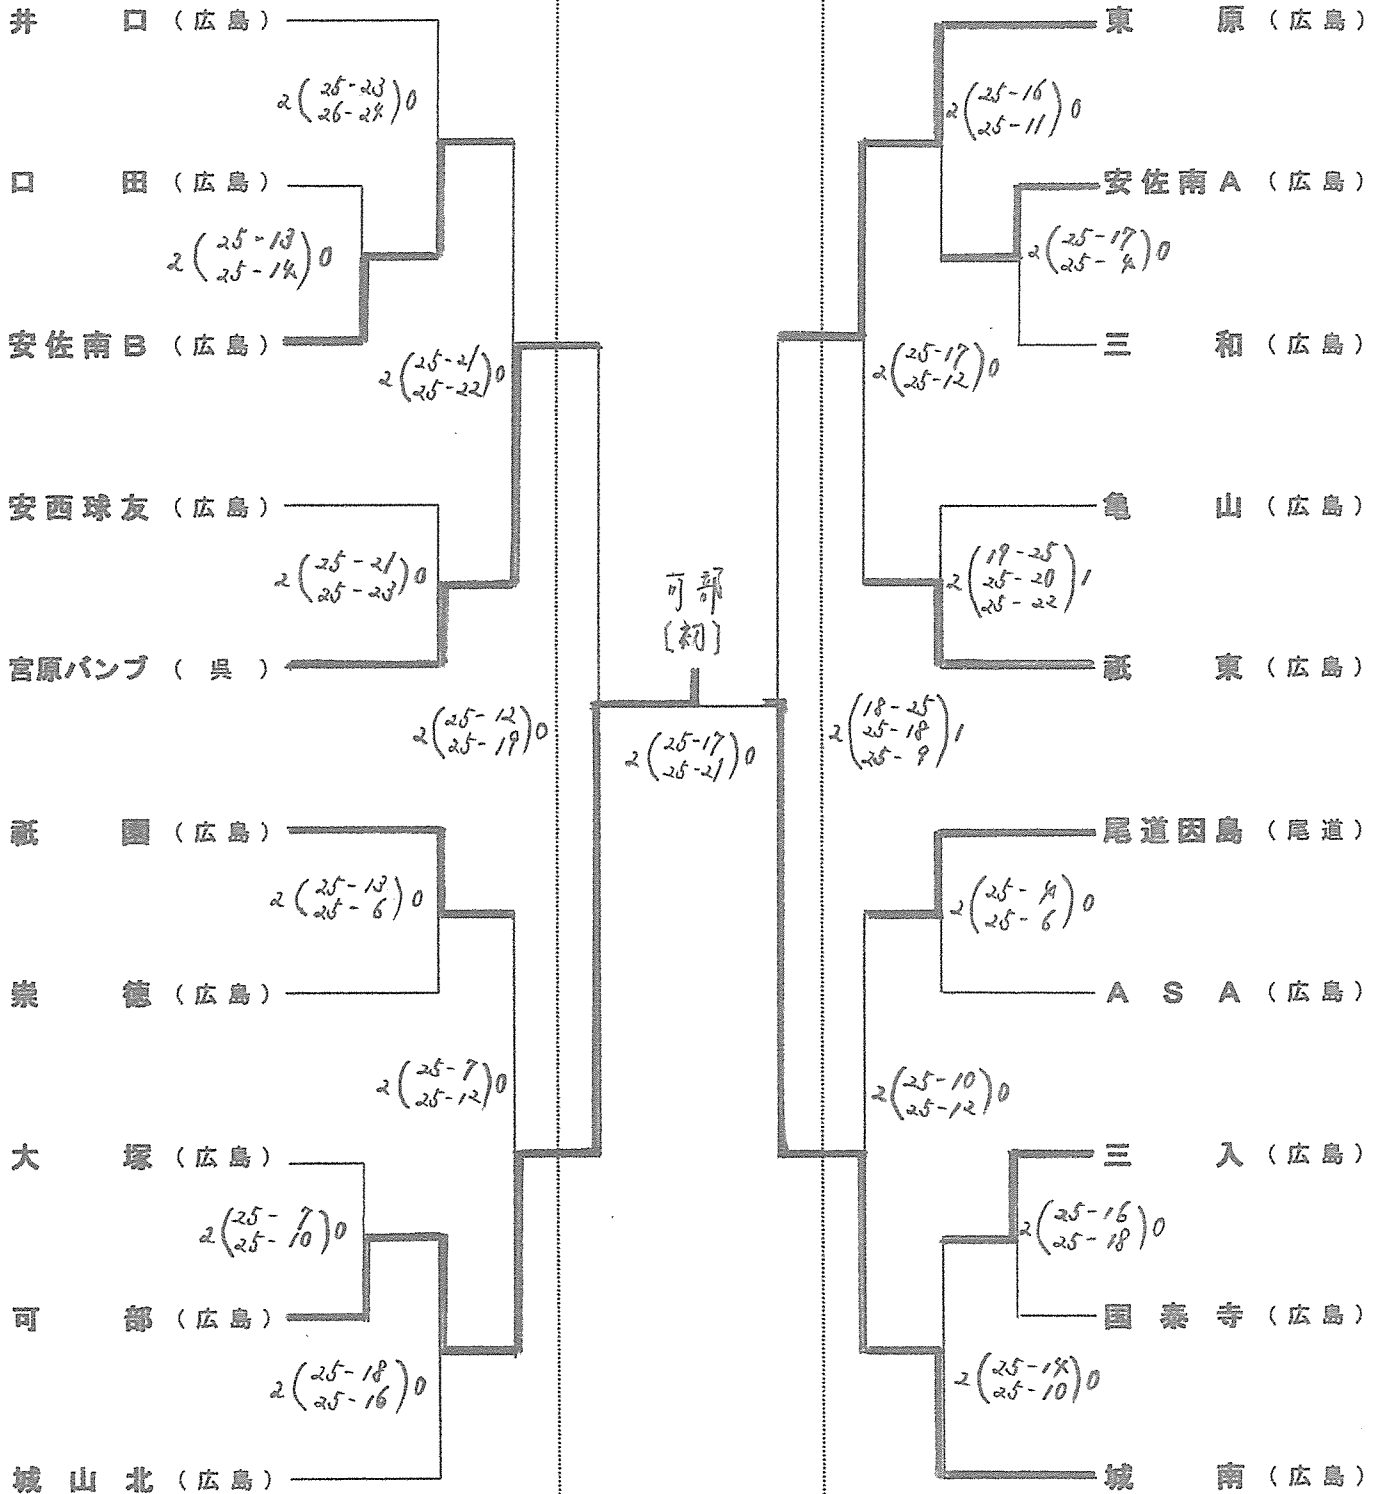 井口（広島）
2(25-23 26-24)0
口田（広島）
2(25-13 25-14)0
安佐南B（広島）
2(25-21 25-22)0
安西球友（広島）
2(25-21 25-23)0
宮原バンブ（呉）
2(25-12 25-19)0
祇園（広島）
2(25-13 25-6)0
崇徳（広島）
2(25-7 25-12)0
大塚（広島）
2(25-7 25-10)0
可部（広島）
2(25-18 25-16)0
城山北（広島）
可部
[初]
2(25-17 25-21)0
東原（広島）
2(25-16 25-11)0
安佐南A（広島）
2(25-17 25-4)0
三和（広島）
2(25-17 25-12)0
亀山（広島）
2(19-25 25-20 25-22)1
祇東（広島）
2(18-25 25-18 25-9)1
尾道因島（尾道）
2(25-4 25-6)0
ASA（広島）
2(25-10 25-12)0
三入（広島）
2(25-16 25-18)0
国泰寺（広島）
2(25-14 25-10)0
城南（広島）